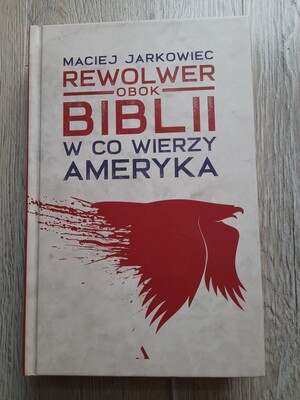 MACIEJ JARKOWIEC
REWOLWER
OBOK
BIBLII
W CO WIERZY
AMERYKA
A